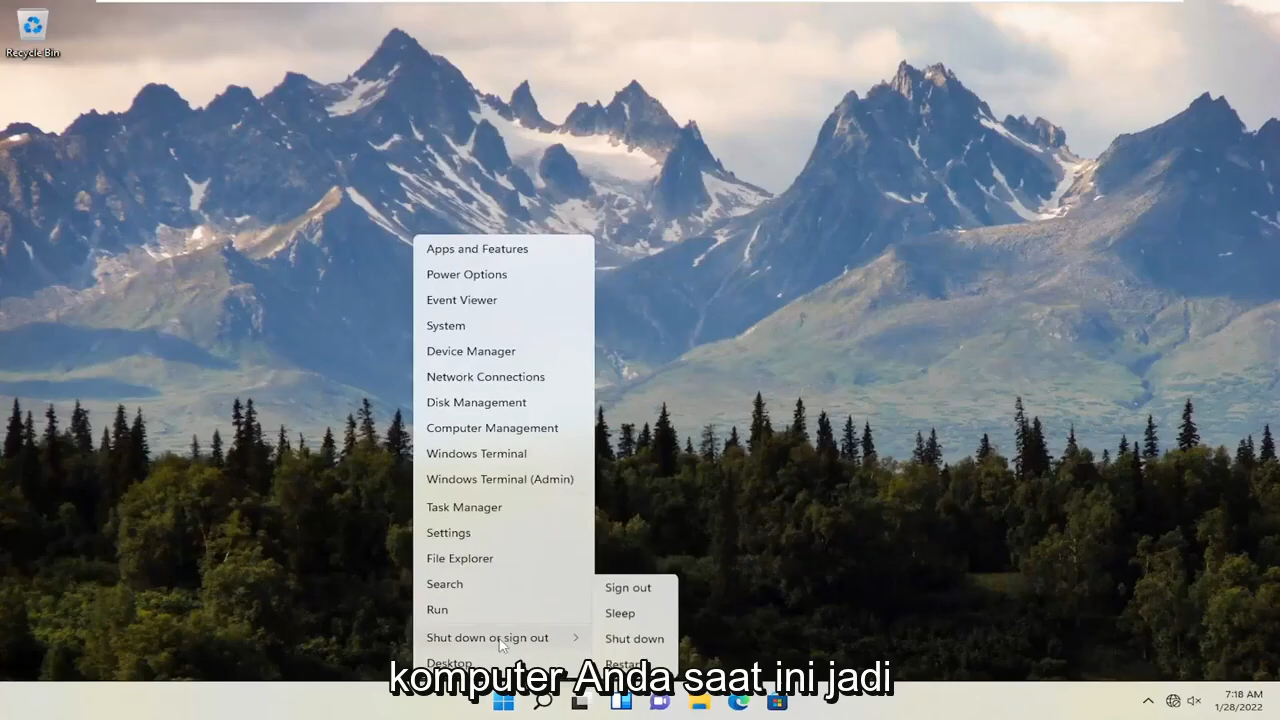 Recycle Bin
Apps and Features
Power Options
Event Viewer
System
Device Manager
Network Connections
Disk Management
Computer Management
Windows Terminal
Windows Terminal (Admin)
Task Manager
Settings
File Explorer
Search
Run
Shut down or sign out
Desktop
Sign out
Sleep
Shut down
Restart
komputer Anda saat ini jadi
7:18 AM
1/28/2022